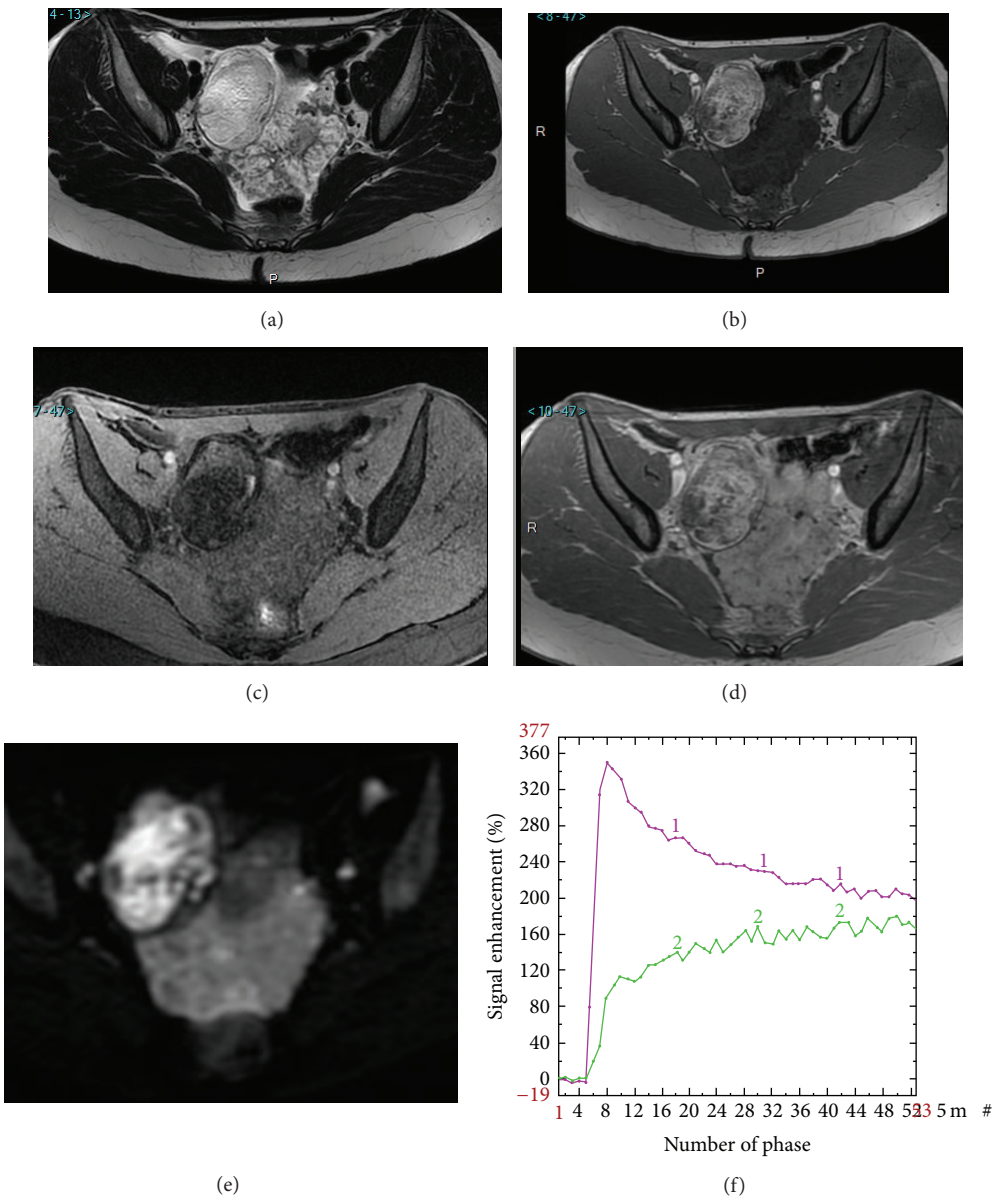 4 - 13>
P
(a)
<8 - 47>
R
P
(b)
7 - 47>
(c)
<10 - 47>
R
(d)
(e)
377
360
320
280
240
200
160
120
80
40
0
−19
Signal enhancement (%)
1
1
1
2
2
2
1 4 8 12 16 20 24 28 32 36 40 44 48 52 53 5 m #
Number of phase
(f)